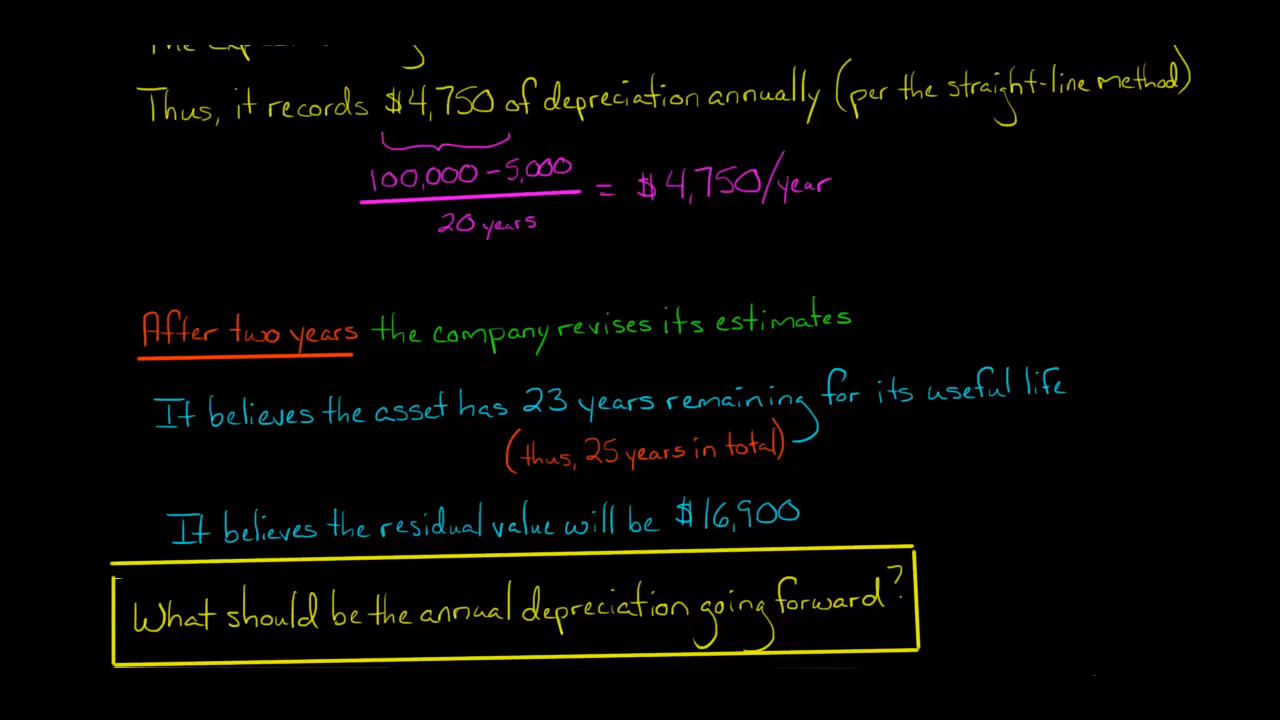 Thus, it records $4,750 of depreciation annually (per the straight-line method)
100,000 - 5,000
= $4,750/year
20 years
After two years the company revises its estimates
It believes the asset has 23 years remaining for its useful life
(thus, 25 years in total)
It believes the residual value will be $16,900
What should be the annual depreciation going forward?